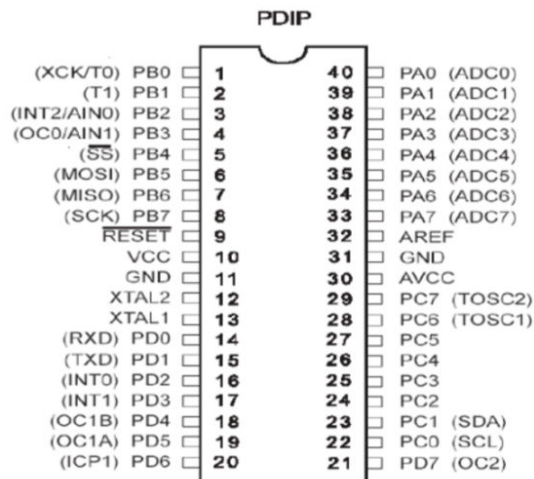 PDIP
(XCK/T0) PB0 1 40 PA0 (ADC0)
(T1) PB1 2 39 PA1 (ADC1)
(INT2/AIN0) PB2 3 38 PA2 (ADC2)
(OC0/AIN1) PB3 4 37 PA3 (ADC3)
(SS) PB4 5 36 PA4 (ADC4)
(MOSI) PB5 6 35 PA5 (ADC5)
(MISO) PB6 7 34 PA6 (ADC6)
(SCK) PB7 8 33 PA7 (ADC7)
RESET 9 32 AREF
VCC 10 31 GND
GND 11 30 AVCC
XTAL2 12 29 PC7 (TOSC2)
XTAL1 13 28 PC6 (TOSC1)
(RXD) PD0 14 27 PC5
(TXD) PD1 15 26 PC4
(INT0) PD2 16 25 PC3
(INT1) PD3 17 24 PC2
(OC1B) PD4 18 23 PC1 (SDA)
(OC1A) PD5 19 22 PC0 (SCL)
(ICP1) PD6 20 21 PD7 (OC2)